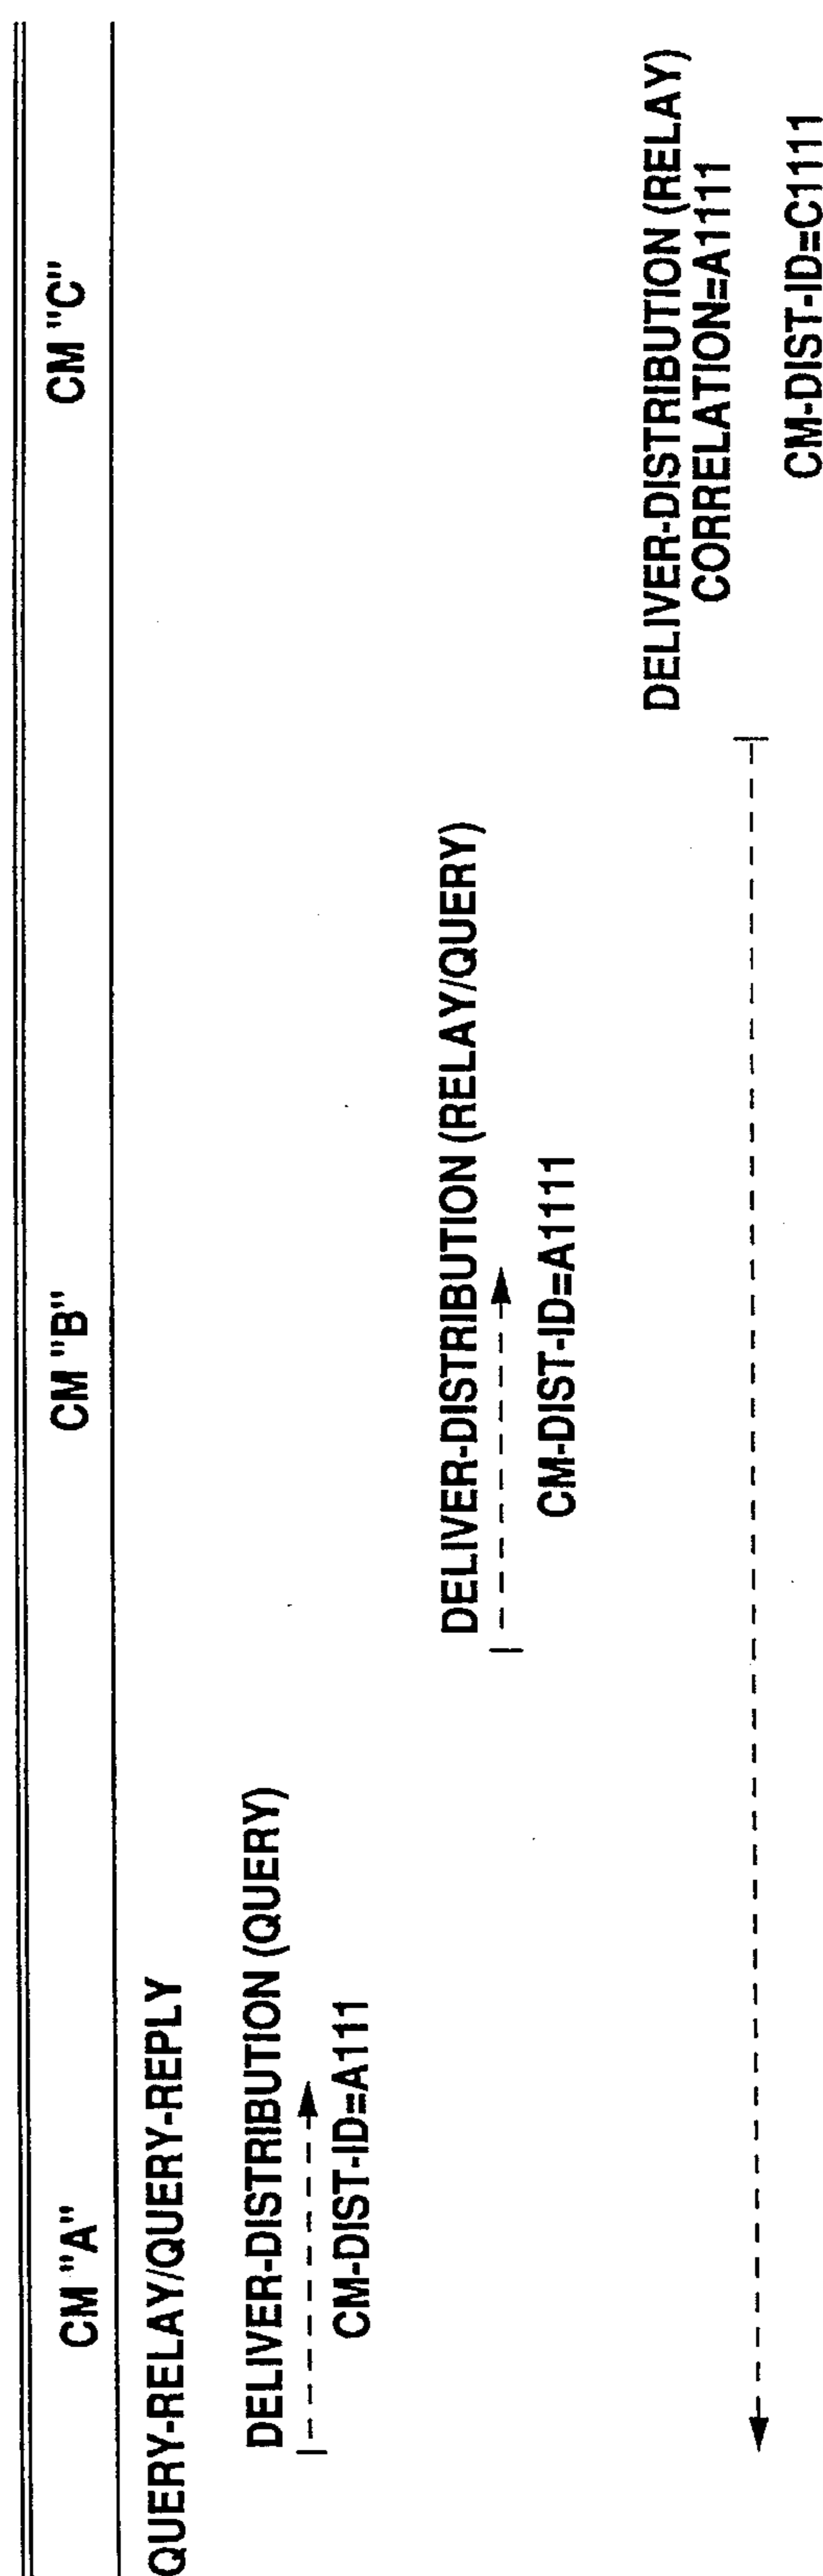 CM "A" CM "B" CM "C"
QUERY-RELAY/QUERY-REPLY
DELIVER-DISTRIBUTION (QUERY)
CM-DIST-ID=A111
DELIVER-DISTRIBUTION (RELAY/QUERY)
CM-DIST-ID=A1111
DELIVER-DISTRIBUTION (RELAY)
CORRELATION=A1111
CM-DIST-ID=C1111